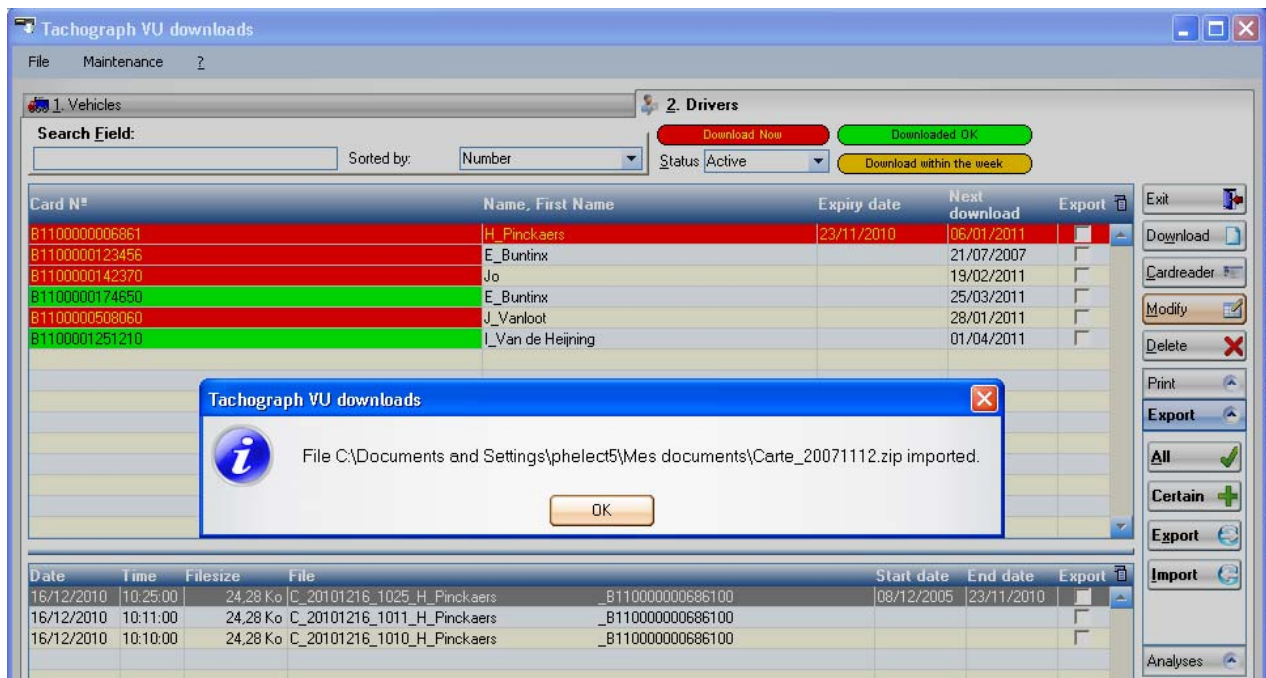 Tachograph VU downloads
File Maintenance ?
1. Vehicles
2. Drivers
Search Field:
Sorted by: Number
Download Now
Downloaded OK
Status Active
Download within the week
Card Nº Name, First Name Expiry date Next download Export
B1100000006861 H_Pinckaers 23/11/2010 06/01/2011
B1100000123456 E_Buntinx 21/07/2007
B1100000142370 Jo 19/02/2011
B1100000174650 E_Buntinx 25/03/2011
B1100000508060 J_Vanloot 28/01/2011
B1100001251210 I_Van de Heijning 01/04/2011
Exit
Download
Cardreader
Modify
Delete
Print
Export
All
Certain
Export
Import
Analyses
Tachograph VU downloads
File C:\Documents and Settings\phelect5\Mes documents\Carte_20071112.zip imported.
OK
Date Time Filesize File Start date End date Export
16/12/2010 10:25:00 24,28 Ko C_20101216_1025_H_Pinckaers _B110000000686100 08/12/2005 23/11/2010
16/12/2010 10:11:00 24,28 Ko C_20101216_1011_H_Pinckaers _B110000000686100
16/12/2010 10:10:00 24,28 Ko C_20101216_1010_H_Pinckaers _B110000000686100